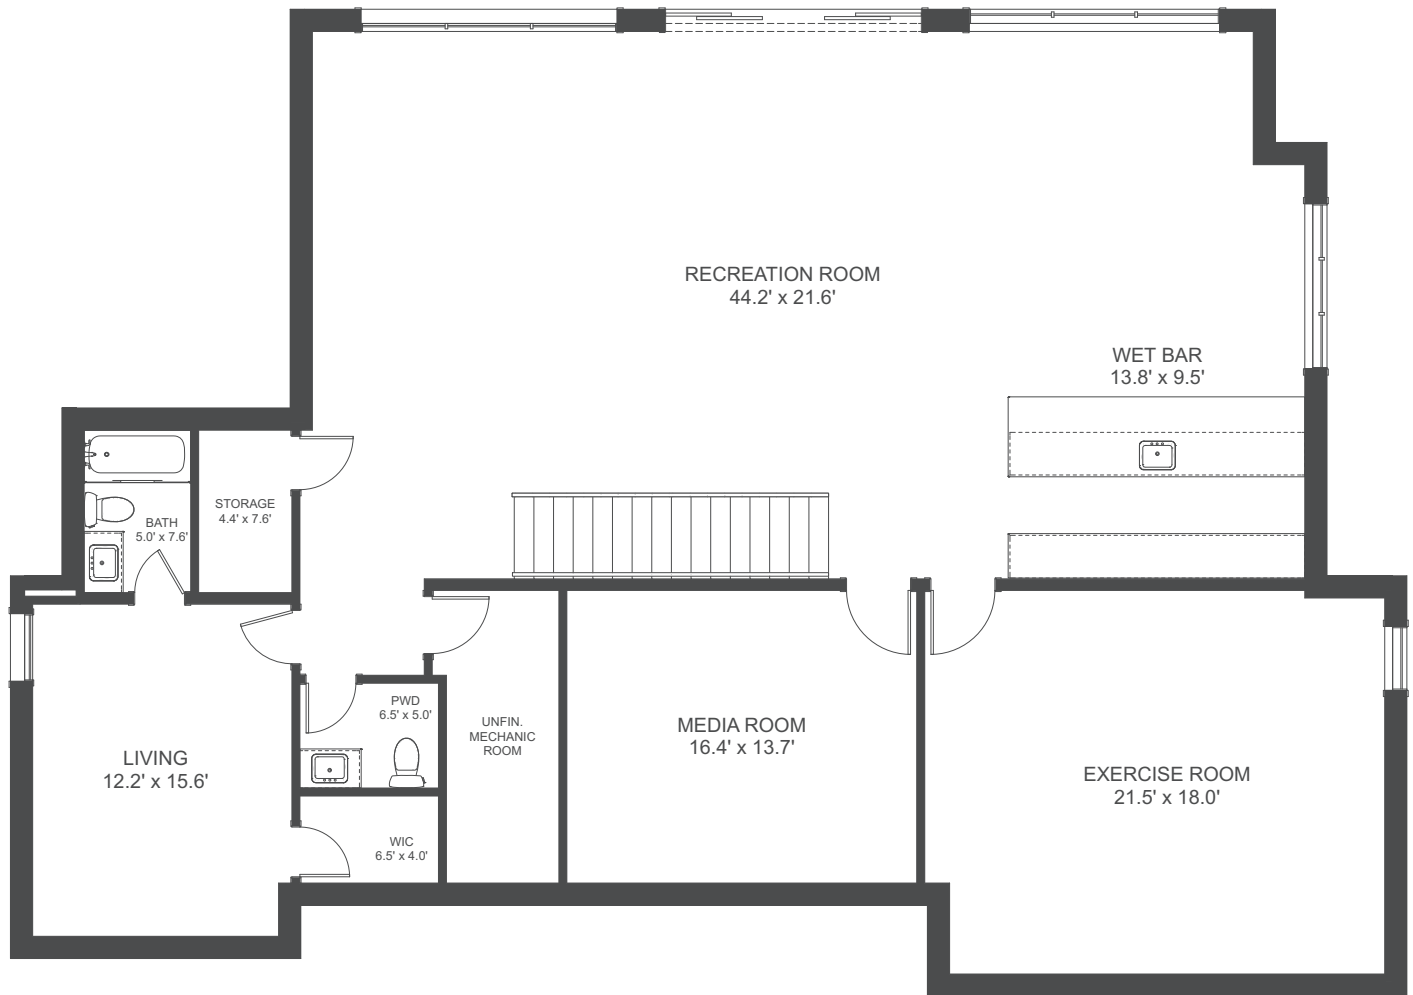 RECREATION ROOM
44.2' x 21.6'
WET BAR
13.8' x 9.5'
STORAGE
4.4' x 7.6'
BATH
5.0' x 7.6'
PWD
6.5' x 5.0'
UNFIN.
MECHANIC
ROOM
MEDIA ROOM
16.4' x 13.7'
LIVING
12.2' x 15.6'
EXERCISE ROOM
21.5' x 18.0'
WIC
6.5' x 4.0'